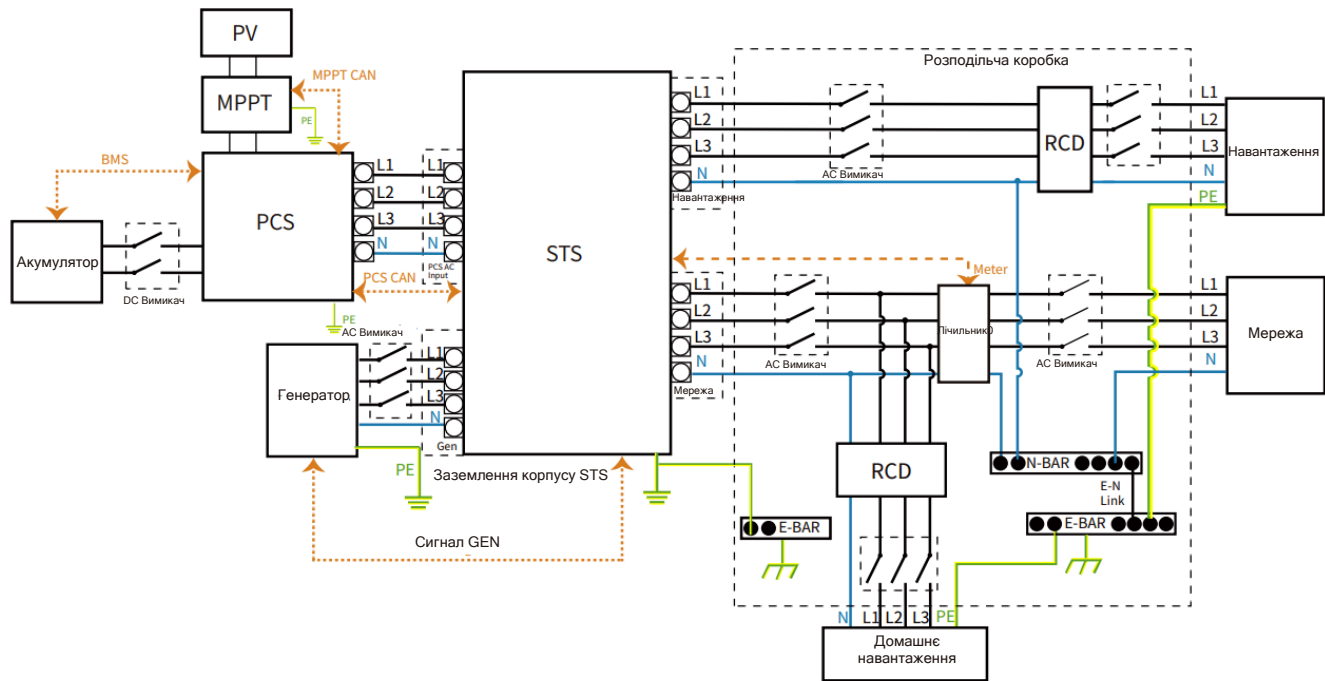 PV
MPPT CAN
MPPT
PE
BMS
PCS
L1
L2
L3
N
L1
L2
L3
N
PCS AC
Input
Акумулятор
DC Вимикач
PCS CAN
PE
AC Вимикач
Генератор
L1
L2
L3
N
Gen
PE
Заземлення корпусу STS
Сигнал GEN
STS
L1
L2
L3
N
Навантаження
L1
L2
L3
N
Мережа
Розподільча коробка
AC Вимикач
RCD
L1
L2
L3
N
PE
Навантаження
Meter
AC Вимикач
AC Вимикач
L1
L2
L3
N
Мережа
RCD
N-BAR
E-N
Link
E-BAR
E-BAR
N
L1
L2
L3
PE
Домашнє
навантаження